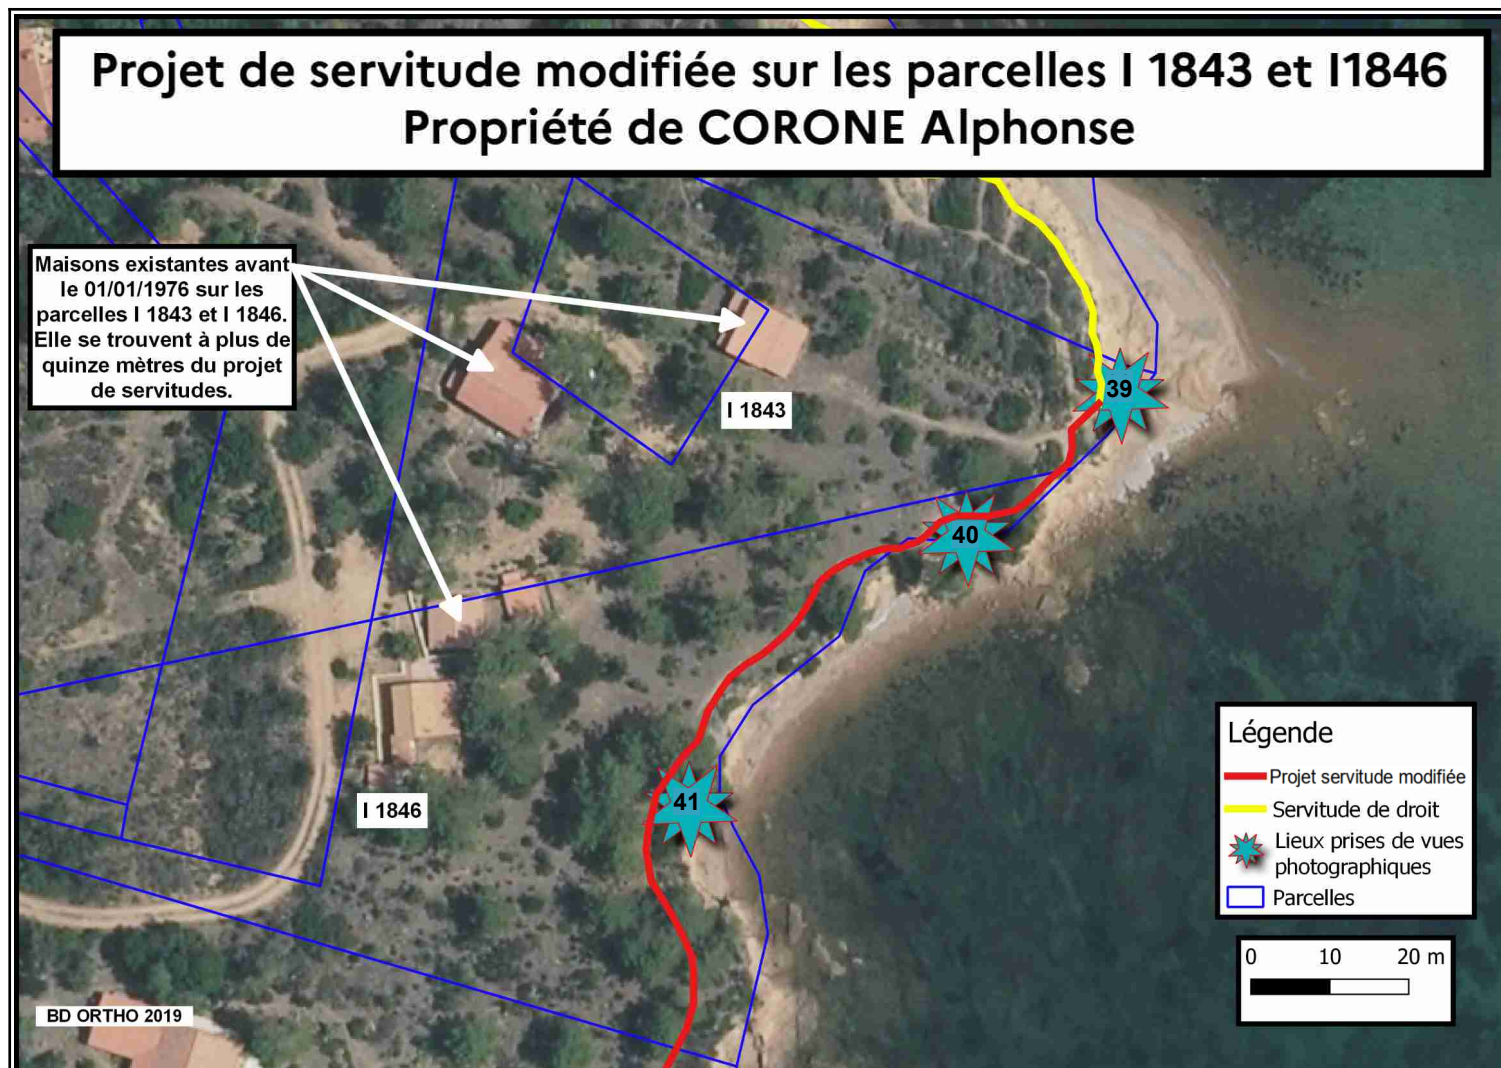 Projet de servitude modifiée sur les parcelles I 1843 et I1846
Propriété de CORONE Alphonse
Maisons existantes avant
le 01/01/1976 sur les
parcelles I 1843 et I 1846.
Elle se trouvent à plus de
quinze mètres du projet
de servitudes.
I 1843
39
40
41
I 1846
Légende
Projet servitude modifiée
Servitude de droit
Lieux prises de vues
photographiques
Parcelles
0 10 20 m
BD ORTHO 2019